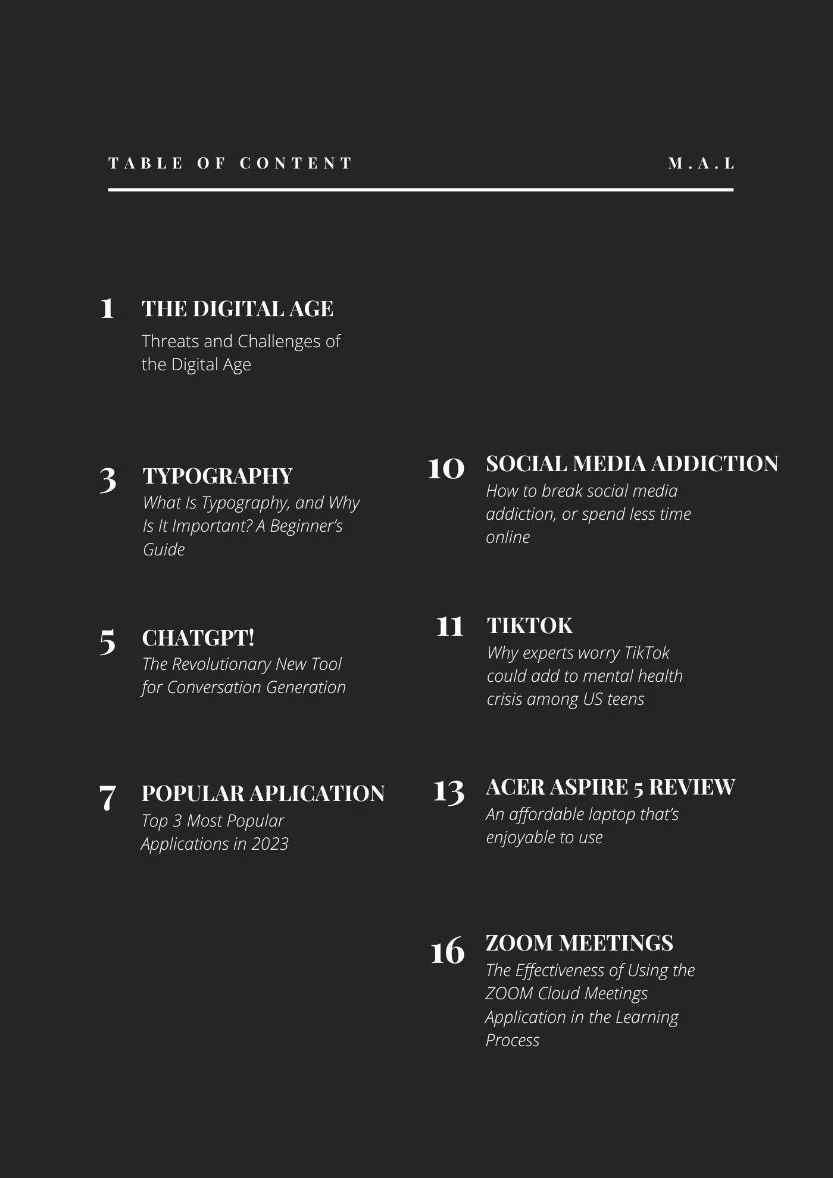 TABLE OF CONTENT M.A.L
1 THE DIGITAL AGE
Threats and Challenges of
the Digital Age
3 TYPOGRAPHY
What Is Typography, and Why
Is It Important? A Beginner's
Guide
5 CHATGPT!
The Revolutionary New Tool
for Conversation Generation
7 POPULAR APLICATION
Top 3 Most Popular
Applications in 2023
10 SOCIAL MEDIA ADDICTION
How to break social media
addiction, or spend less time
online
11 TIKTOK
Why experts worry TikTok
could add to mental health
crisis among US teens
13 ACER ASPIRE 5 REVIEW
An affordable laptop that's
enjoyable to use
16 ZOOM MEETINGS
The Effectiveness of Using the
ZOOM Cloud Meetings
Application in the Learning
Process